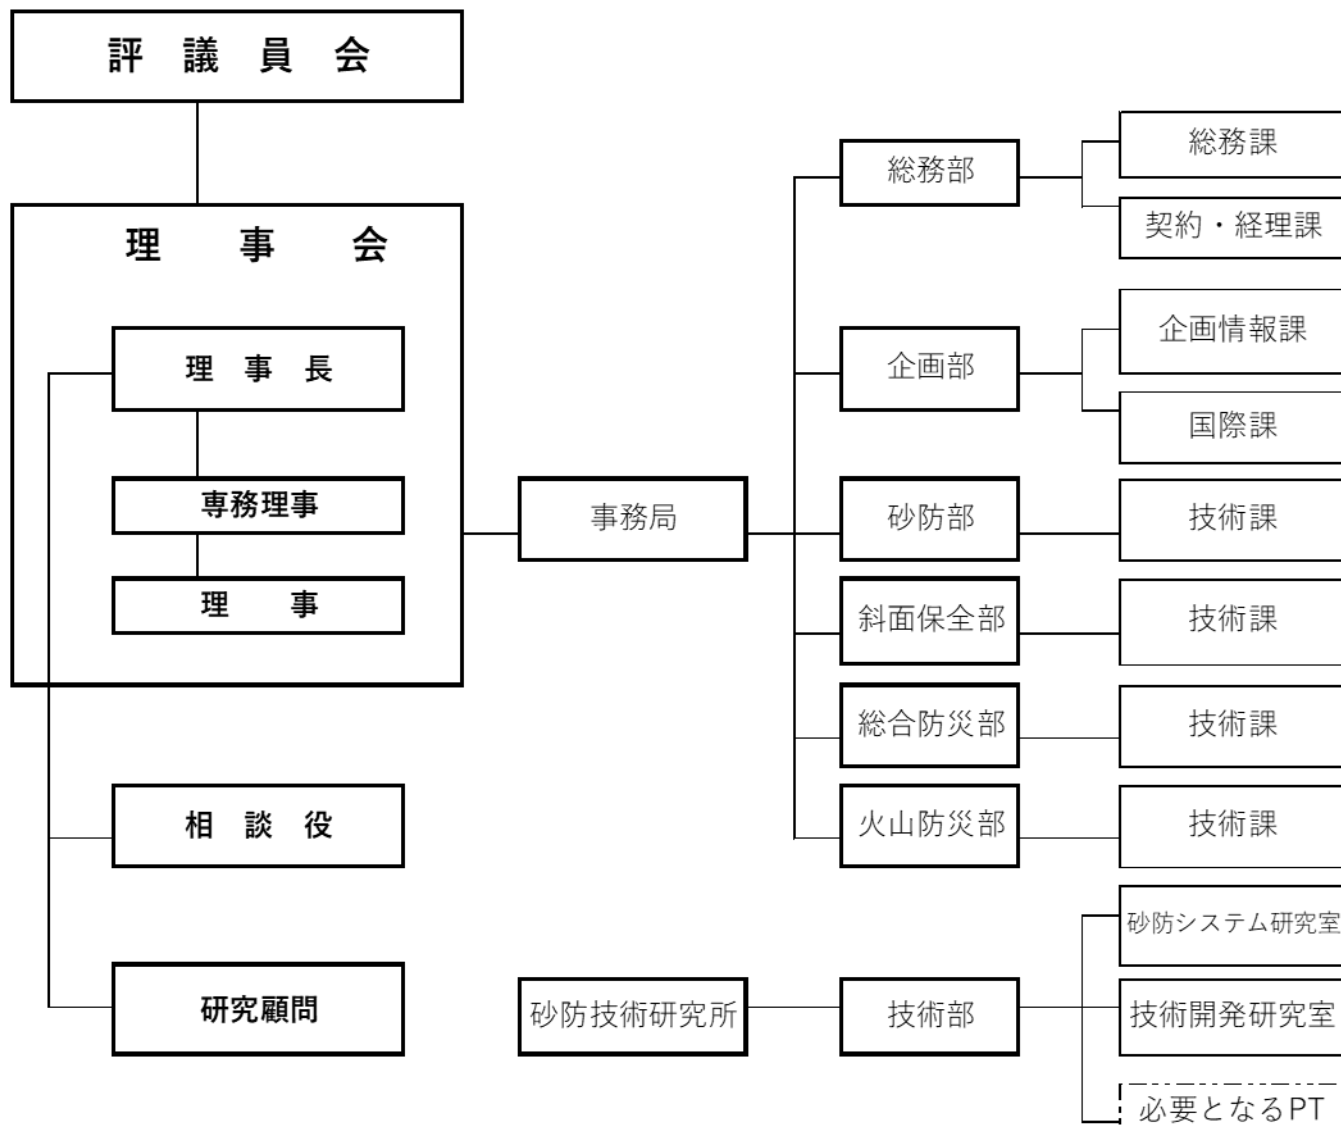 評議員会
理事会
理事長
専務理事
理事
相談役
研究顧問
事務局
砂防技術研究所
総務部
企画部
砂防部
斜面保全部
総合防災部
火山防災部
技術部
総務課
契約・経理課
企画情報課
国際課
技術課
技術課
技術課
技術課
砂防システム研究室
技術開発研究室
必要となるPT